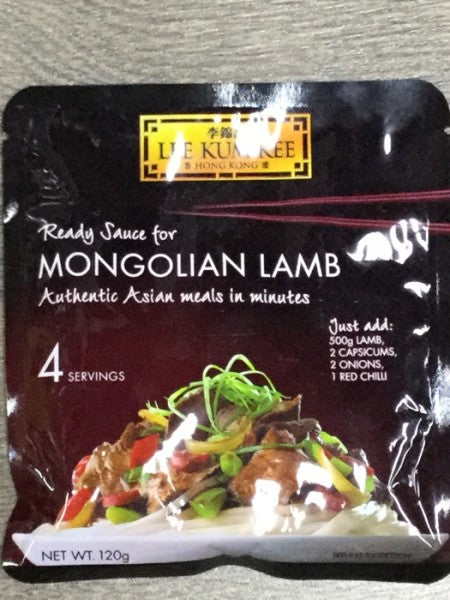 李錦記
LEE KUM KEE
香 HONG KONG 港
Ready Sauce for
MONGOLIAN LAMB
Authentic Asian meals in minutes
Just add:
500g LAMB,
2 CAPSICUMS,
2 ONIONS,
1 RED CHILLI
4 SERVINGS
NET WT. 120g
SERVING SUGGESTION